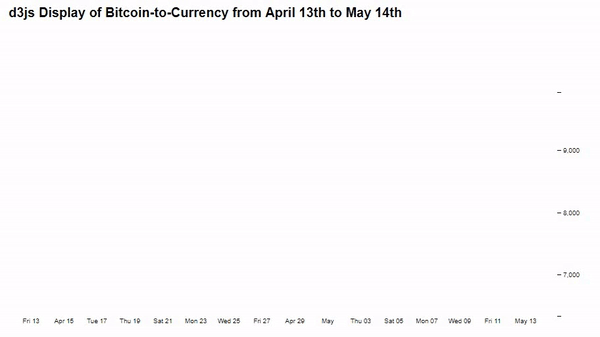 d3js Display of Bitcoin-to-Currency from April 13th to May 14th
9,000
8,000
7,000
Fri 13 Apr 15 Tue 17 Thu 19 Sat 21 Mon 23 Wed 25 Fri 27 Apr 29 May Thu 03 Sat 05 Mon 07 Wed 09 Fri 11 May 13